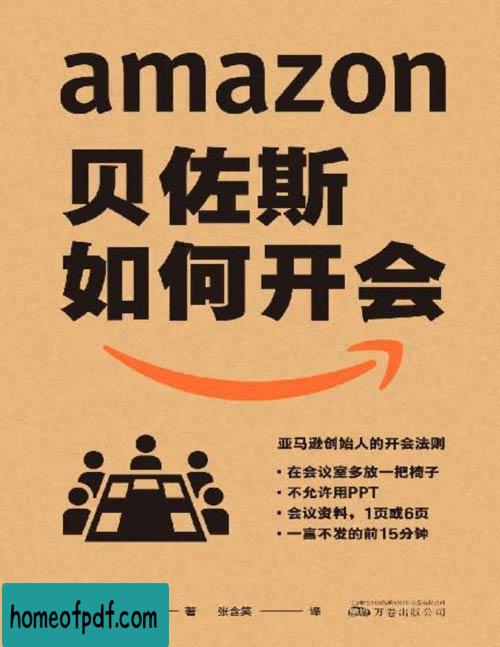 amazon
贝佐斯
如何开会
亚马逊创始人的开会法则
·在会议室多放一把椅子
·不允许用PPT
·会议资料，1页或6页
·一言不发的前15分钟
著 张含笑 译
万卷出版公司
homeofpdf.com